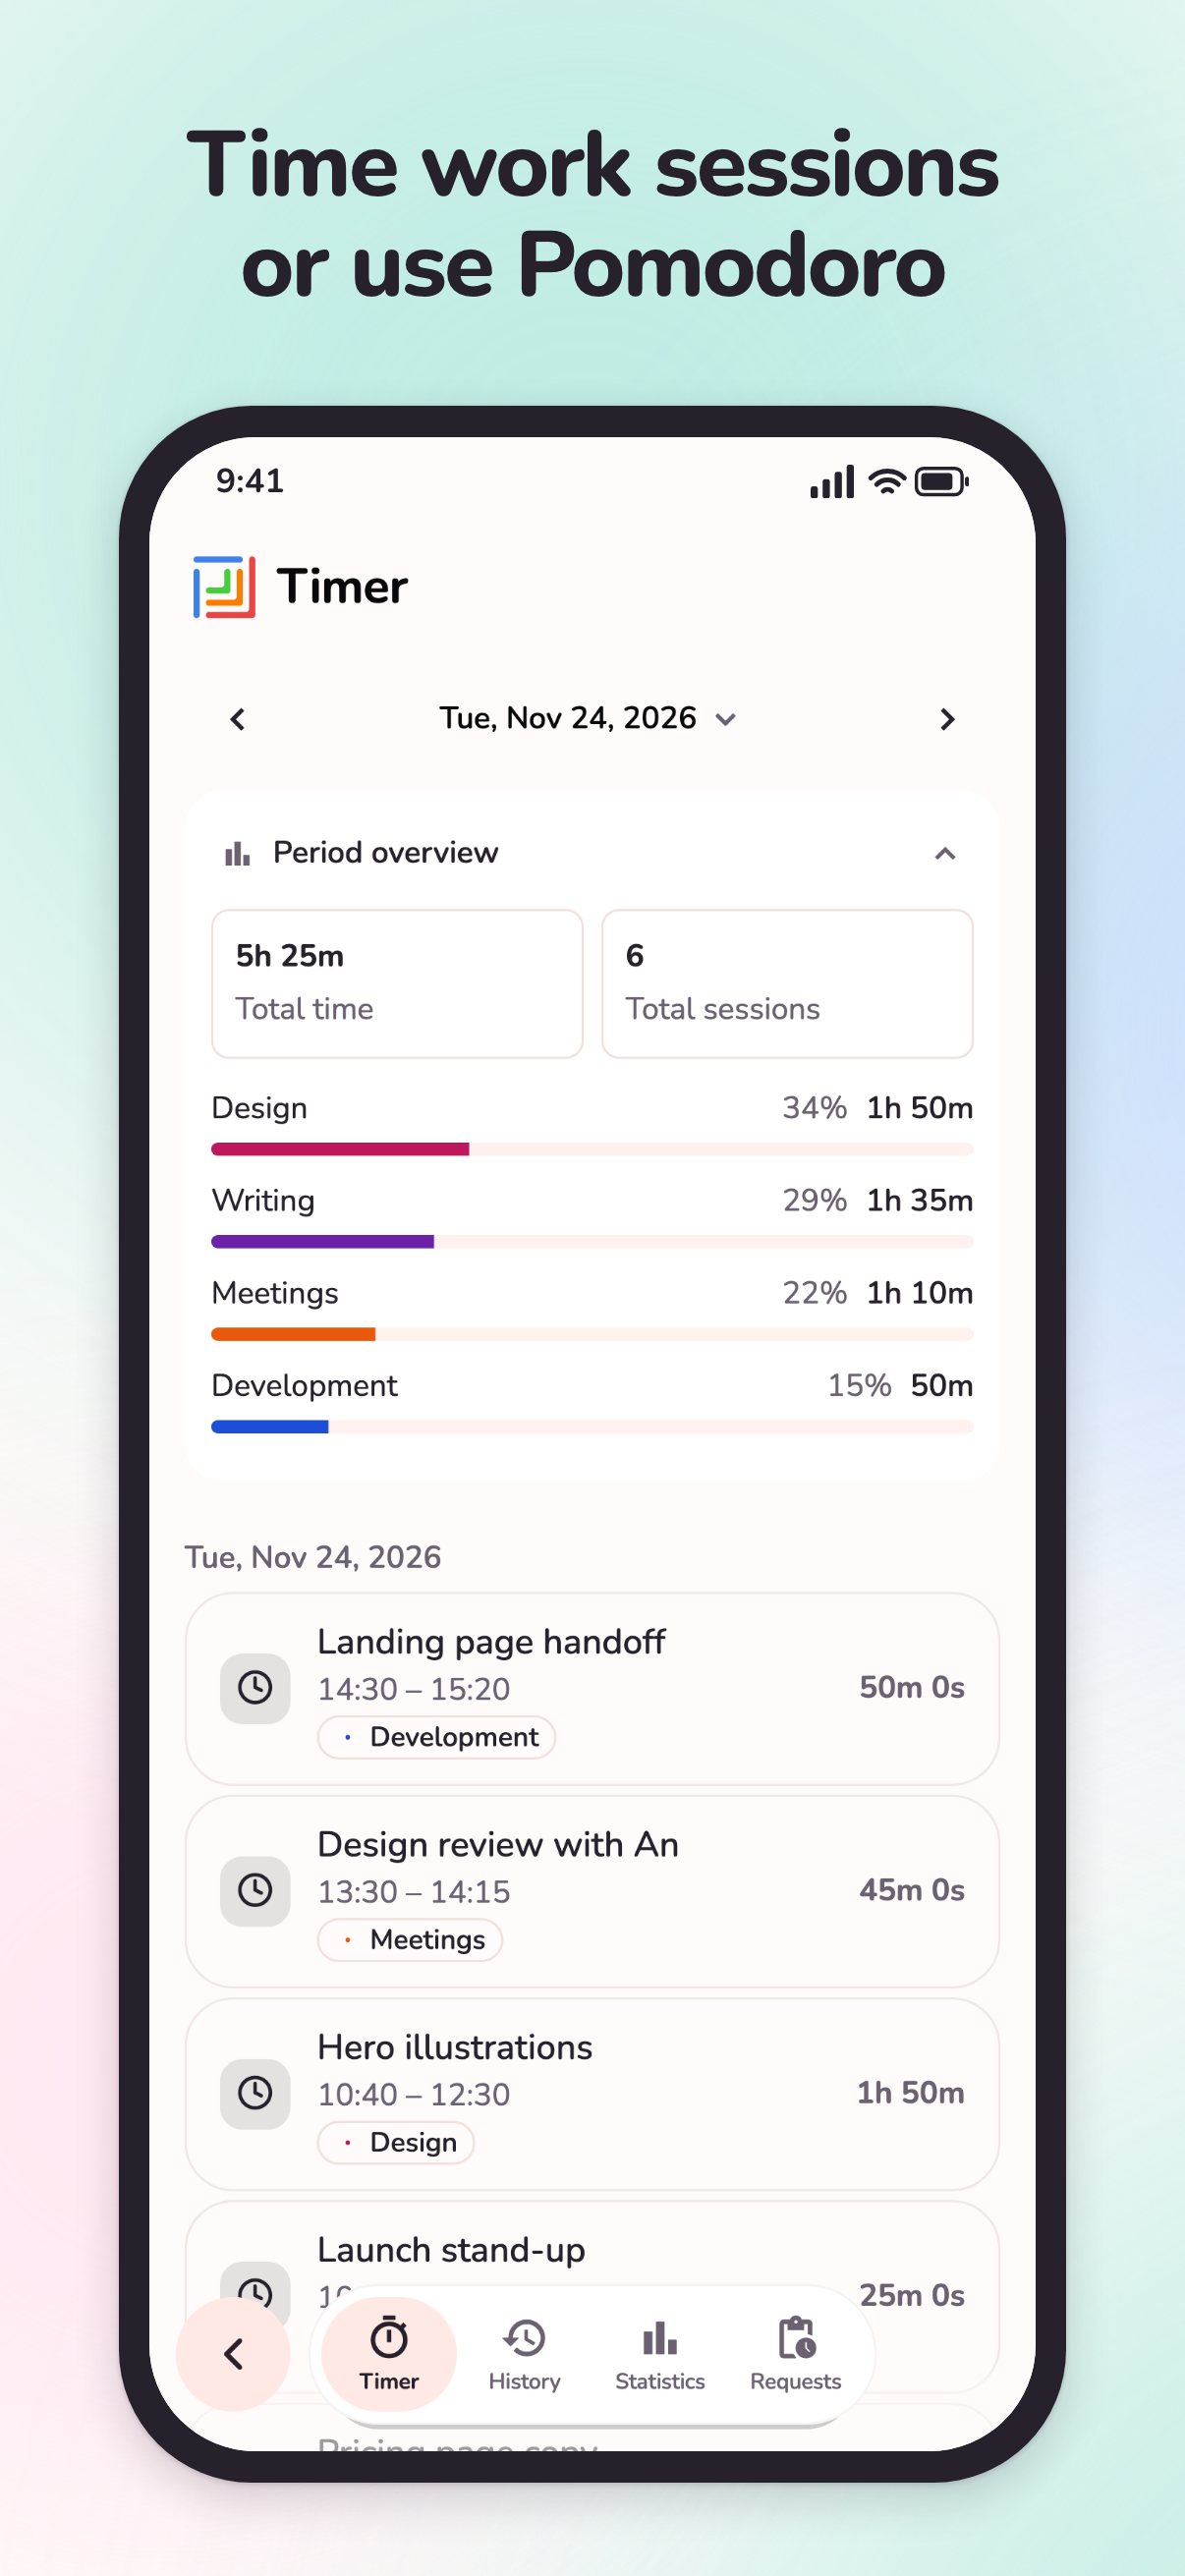 Time work sessions
or use Pomodoro
9:41
Timer
Tue, Nov 24, 2026
Period overview
5h 25m
Total time
6
Total sessions
Design 34% 1h 50m
Writing 29% 1h 35m
Meetings 22% 1h 10m
Development 15% 50m
Tue, Nov 24, 2026
Landing page handoff
14:30 – 15:20
50m 0s
Development
Design review with An
13:30 – 14:15
45m 0s
Meetings
Hero illustrations
10:40 – 12:30
1h 50m
Design
Launch stand-up
25m 0s
Timer
History
Statistics
Requests
Pricing page copy